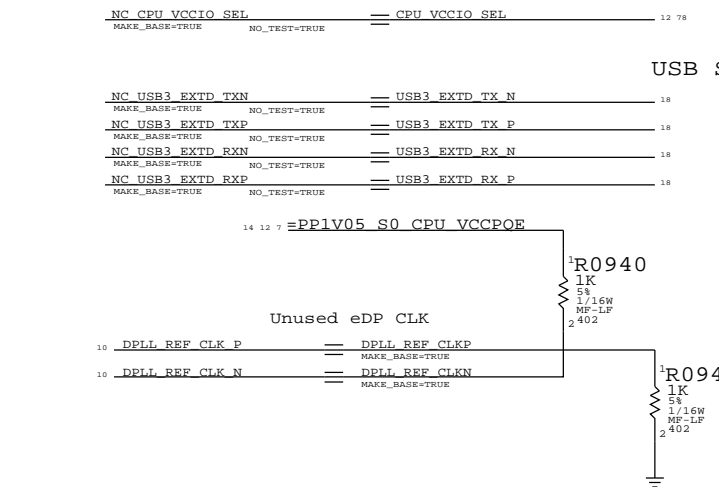 NC_CPU_VCCIO_SEL CPU_VCCIO_SEL 12 78
MAKE_BASE=TRUE NO_TEST=TRUE
USB
NC_USB3_EXTD_TXN USB3_EXTD_TX_N 18
MAKE_BASE=TRUE NO_TEST=TRUE
NC_USB3_EXTD_TXP USB3_EXTD_TX_P 18
MAKE_BASE=TRUE NO_TEST=TRUE
NC_USB3_EXTD_RXN USB3_EXTD_RX_N 18
MAKE_BASE=TRUE NO_TEST=TRUE
NC_USB3_EXTD_RXP USB3_EXTD_RX_P 18
MAKE_BASE=TRUE NO_TEST=TRUE
14 12 7 =PP1V05_S0_CPU_VCCPQE
1 R0940
1K
5%
1/16W
MF-LF
2 402
Unused eDP CLK
10 DPLL_REF_CLK_P DPLL_REF_CLKP
MAKE_BASE=TRUE
10 DPLL_REF_CLK_N DPLL_REF_CLKN
MAKE_BASE=TRUE
1 R094
1K
5%
1/16W
MF-LF
2 402